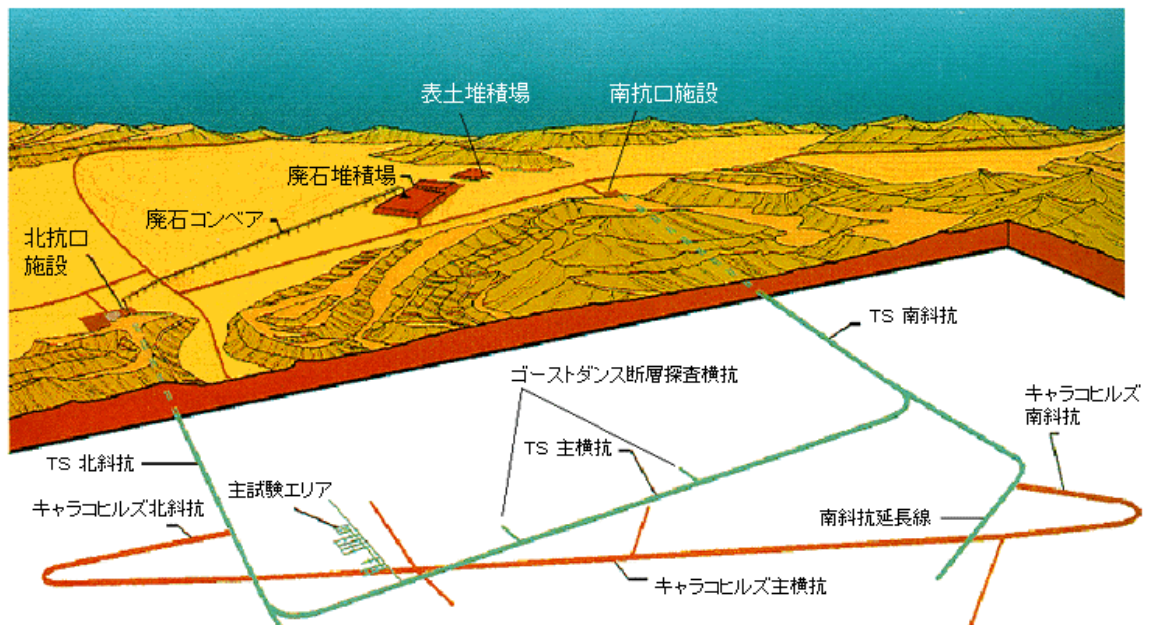 表土堆積場
南抗口施設
廃石堆積場
廃石コンベア
北抗口
施設
TS 南斜抗
ゴーストダンス断層探査横抗
キャラコヒルズ
南斜抗
TS 主横抗
TS 北斜抗
主試験エリア
キャラコヒルズ北斜抗
南斜抗延長線
キャラコヒルズ主横抗